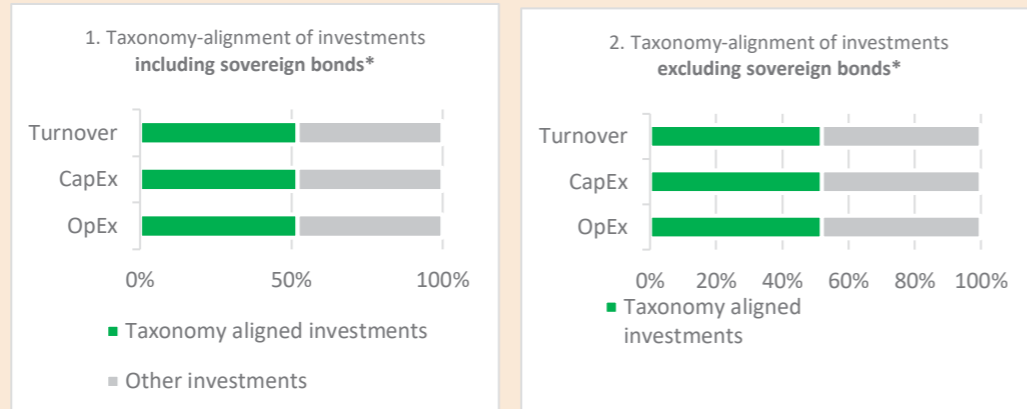 1. Taxonomy-alignment of investments
including sovereign bonds*
Turnover
CapEx
OpEx
0%
50%
100%
Taxonomy aligned investments
Other investments
2. Taxonomy-alignment of investments
excluding sovereign bonds*
Turnover
CapEx
OpEx
0%
20%
40%
60%
80%
100%
Taxonomy aligned
investments